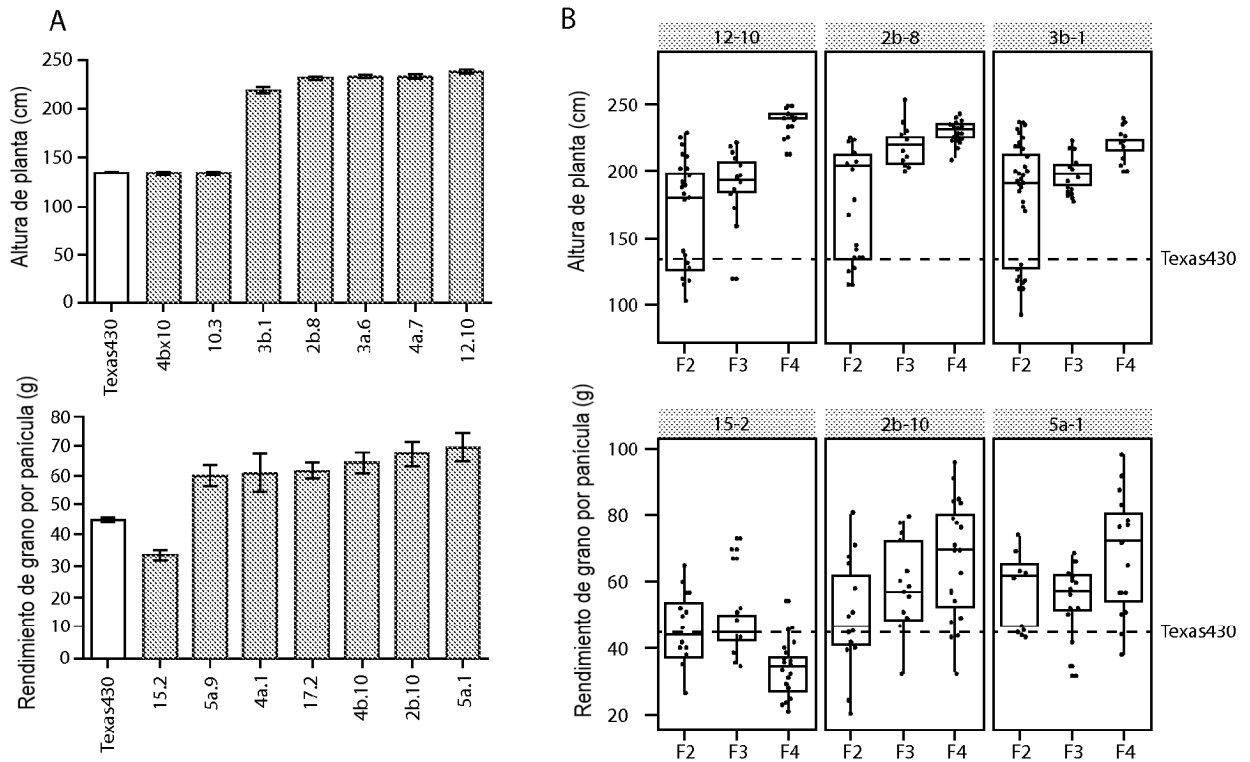 A
Altura de planta (cm)
250
200
150
100
50
0
Texas430
4bx10
10.3
3b.1
2b.8
3a.6
4a.7
12.10
Rendimiento de grano por panícula (g)
80
70
60
50
40
30
20
10
0
Texas430
15.2
5a.9
4a.1
17.2
4b.10
2b.10
5a.1
B
12-10
2b-8
3b-1
Altura de planta (cm)
250
200
150
100
Texas430
F2 F3 F4 F2 F3 F4 F2 F3 F4
15-2
2b-10
5a-1
Rendimiento de grano por panícula (g)
100
80
60
40
20
Texas430
F2 F3 F4 F2 F3 F4 F2 F3 F4